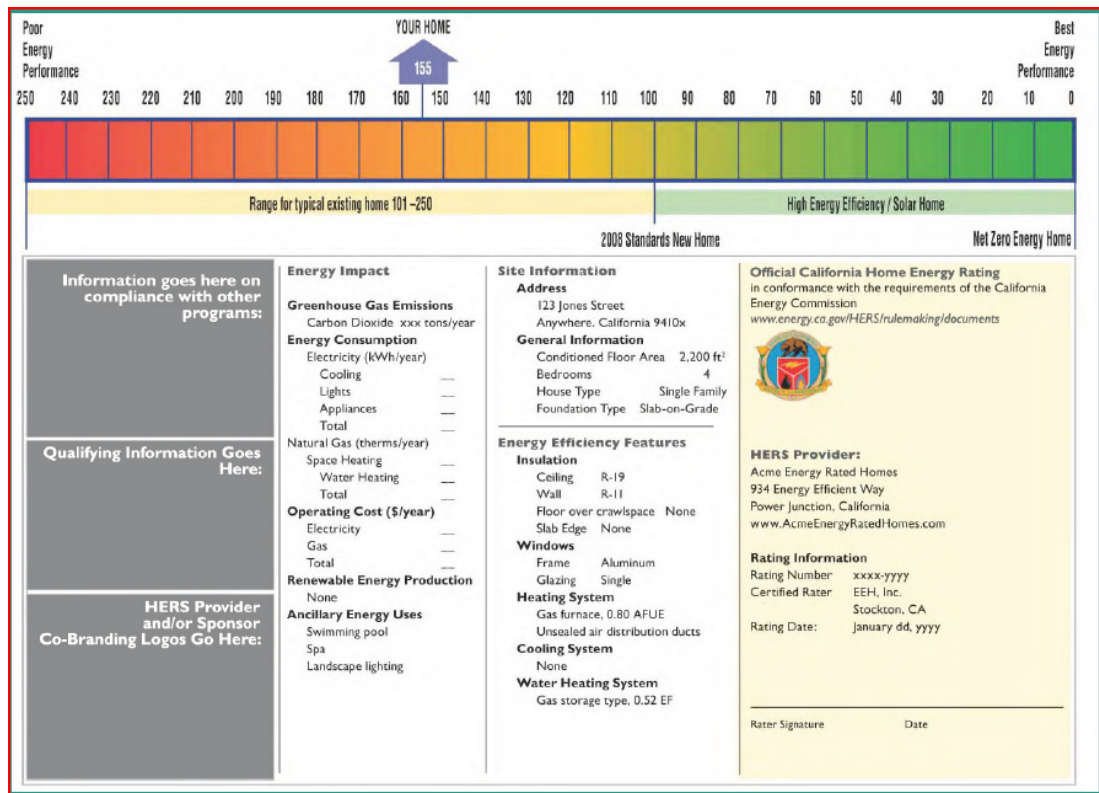 Poor
Energy
Performance
YOUR HOME
155
Best
Energy
Performance
250 240 230 220 210 200 190 180 170 160 150 140 130 120 110 100 90 80 70 60 50 40 30 20 10 0
Range for typical existing home 101–250
High Energy Efficiency / Solar Home
2008 Standards New Home
Net Zero Energy Home
Information goes here on
compliance with other
programs:
Qualifying Information Goes
Here:
HERS Provider
and/or Sponsor
Co-Branding Logos Go Here:
Energy Impact
Greenhouse Gas Emissions
Carbon Dioxide xxx tons/year
Energy Consumption
Electricity (kWh/year)
Cooling __
Lights __
Appliances __
Total __
Natural Gas (therms/year)
Space Heating __
Water Heating __
Total __
Operating Cost ($/year)
Electricity __
Gas __
Total __
Renewable Energy Production
None
Ancillary Energy Uses
Swimming pool
Spa
Landscape lighting
Site Information
Address
123 Jones Street
Anywhere, California 9410x
General Information
Conditioned Floor Area 2,200 ft²
Bedrooms 4
House Type Single Family
Foundation Type Slab-on-Grade
Energy Efficiency Features
Insulation
Ceiling R-19
Wall R-11
Floor over crawlspace None
Slab Edge None
Windows
Frame Aluminum
Glazing Single
Heating System
Gas furnace, 0.80 AFUE
Unsealed air distribution ducts
Cooling System
None
Water Heating System
Gas storage type, 0.52 EF
Official California Home Energy Rating
in conformance with the requirements of the California
Energy Commission
www.energy.ca.gov/HERS/rulemaking/documents
HERS Provider:
Acme Energy Rated Homes
934 Energy Efficient Way
Power Junction, California
www.AcmeEnergyRatedHomes.com
Rating Information
Rating Number xxxx-yyyy
Certified Rater EEH, Inc.
Stockton, CA
Rating Date: January dd, yyyy
Rater Signature Date